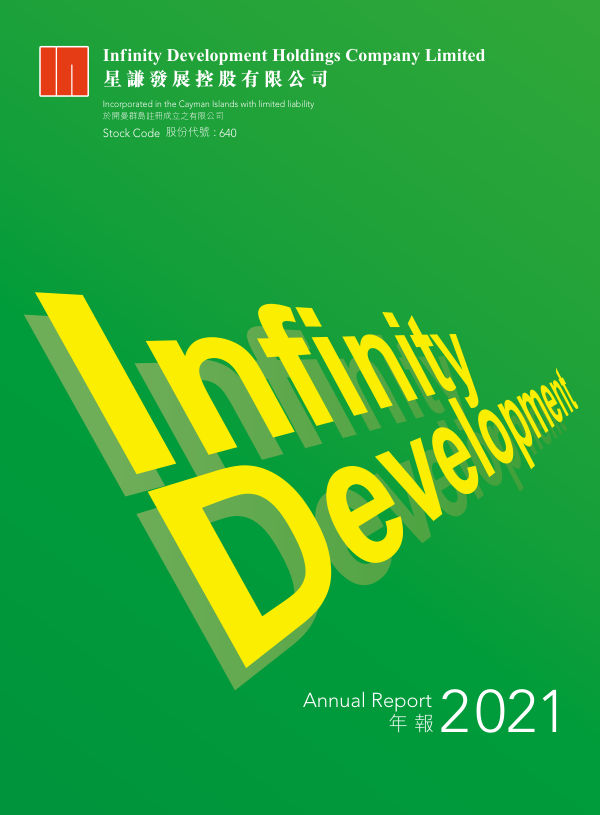 Infinity Development Holdings Company Limited
星謙發展控股有限公司
Incorporated in the Cayman Islands with limited liability
於開曼群島註冊成立之有限公司
Stock Code 股份代號 : 640
Infinity
Development
Annual Report
年報
2021